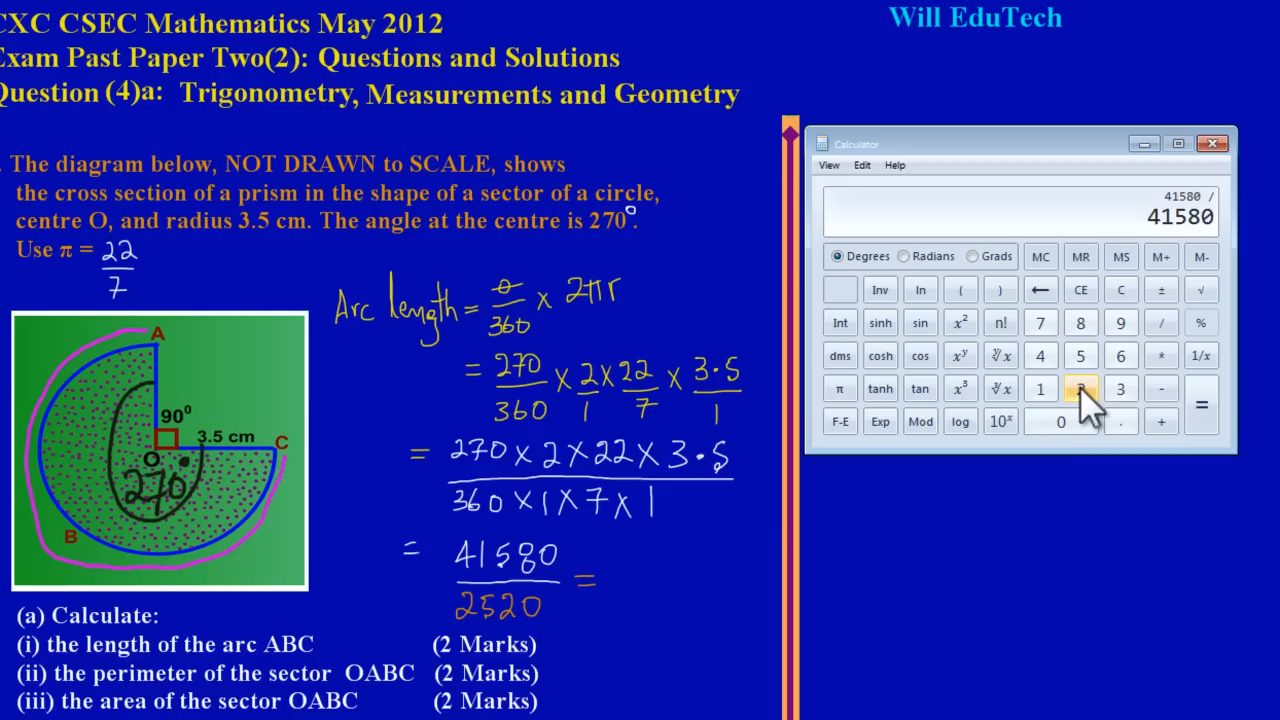 CXC CSEC Mathematics May 2012
Exam Past Paper Two(2): Questions and Solutions
Question (4)a: Trigonometry, Measurements and Geometry
Will EduTech
. The diagram below, NOT DRAWN to SCALE, shows
the cross section of a prism in the shape of a sector of a circle,
centre O, and radius 3.5 cm. The angle at the centre is 270°.
Use π = 22/7
A
90°
3.5 cm
C
O
270°
B
Arc length = θ/360 × 2πr
= 270/360 × 2/1 × 22/7 × 3.5/1
= 270 × 2 × 22 × 3.5
360 × 1 × 7 × 1
= 41580/2520 =
(a) Calculate:
(i) the length of the arc ABC (2 Marks)
(ii) the perimeter of the sector OABC (2 Marks)
(iii) the area of the sector OABC (2 Marks)
Calculator
View Edit Help
41580 /
41580
Degrees Radians Grads MC MR MS M+ M-
Inv ln ( ) ← CE C ± √
Int sinh sin x² n! 7 8 9 / %
dms cosh cos xʸ ʸ√x 4 5 6 * 1/x
π tanh tan x³ ³√x 1 2 3 - =
F-E Exp Mod log 10ˣ 0 . +